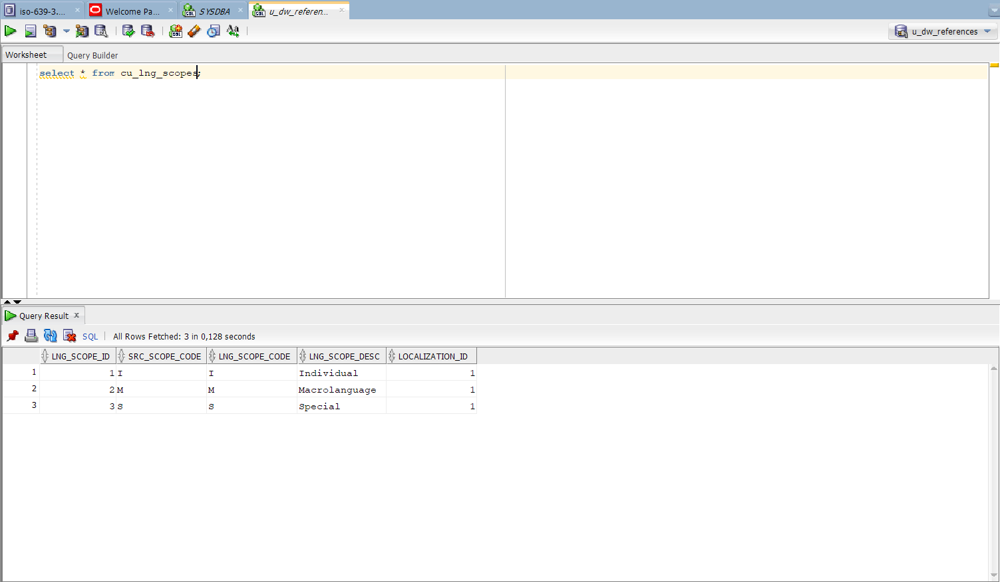 iso-639-3....
Welcome Pa...
SYSDBA
u_dw_referen...
u_dw_references
Worksheet
Query Builder
select * from cu_lng_scopes;
Query Result
SQL All Rows Fetched: 3 in 0,128 seconds
LNG_SCOPE_ID SRC_SCOPE_CODE LNG_SCOPE_CODE LNG_SCOPE_DESC LOCALIZATION_ID
1 1 I I Individual 1
2 2 M M Macrolanguage 1
3 3 S S Special 1